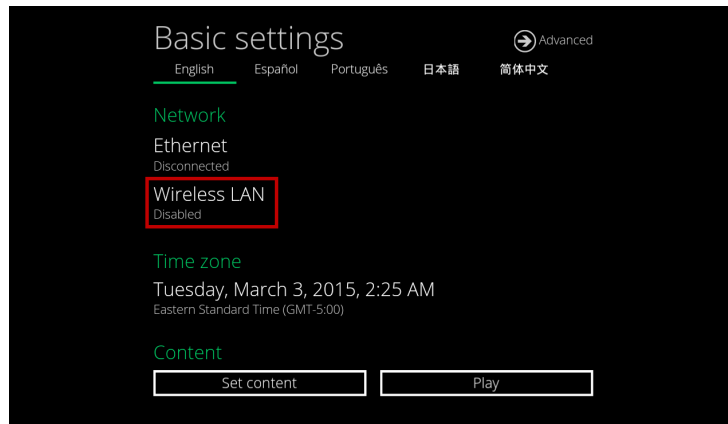 Basic settings
Advanced
English Español Português 日本語 简体中文
Network
Ethernet
Disconnected
Wireless LAN
Disabled
Time zone
Tuesday, March 3, 2015, 2:25 AM
Eastern Standard Time (GMT-5:00)
Content
Set content Play